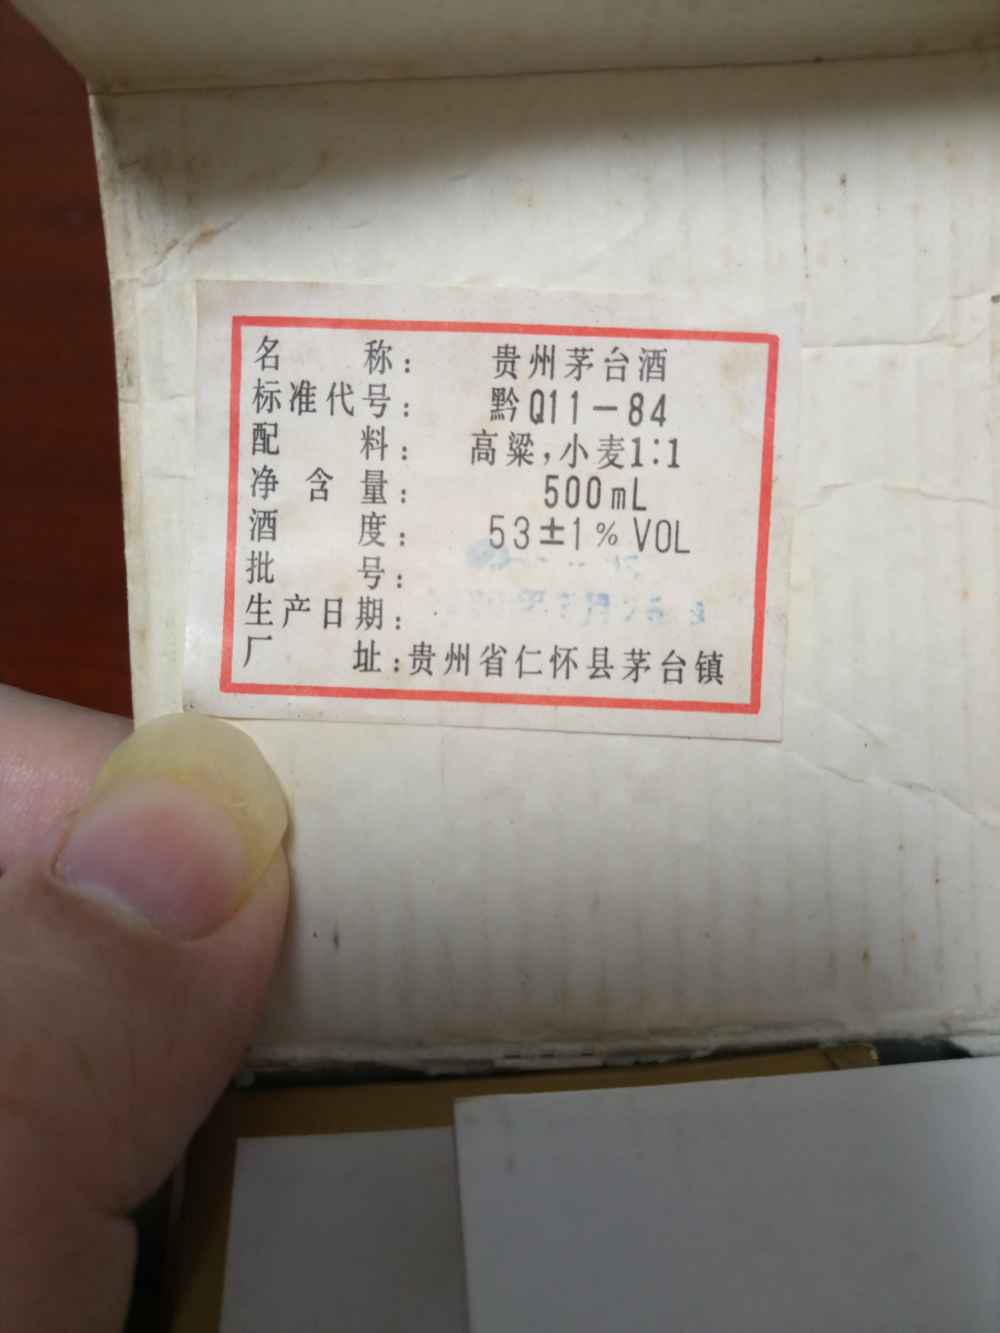 名 称： 贵州茅台酒
标准代号： 黔Q11－84
配 料： 高粱，小麦1:1
净 含 量： 500mL
酒 度： 53±1% VOL
批 号：
生产日期：
厂 址：贵州省仁怀县茅台镇